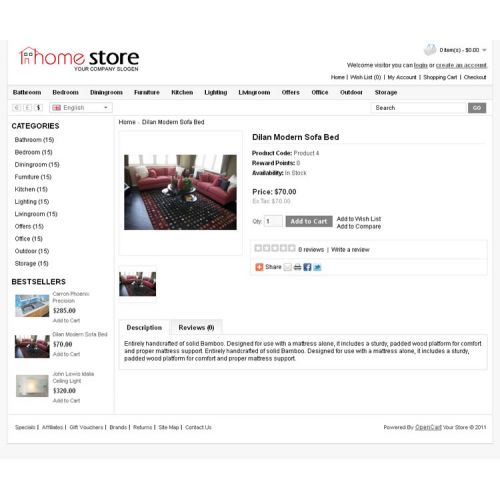 home store
YOUR COMPANY SLOGEN
0 item(s) - $0.00
Welcome visitor you can login or create an account.
Home | Wish List (0) | My Account | Shopping Cart | Checkout
Bathroom Bedroom Diningroom Furniture Kitchen Lighting Livingroom Offers Office Outdoor Storage
€ £ $ English
Search GO
CATEGORIES
Bathroom (15)
Bedroom (15)
Diningroom (15)
Furniture (15)
Kitchen (15)
Lighting (15)
Livingroom (15)
Offers (15)
Office (15)
Outdoor (15)
Storage (15)
BESTSELLERS
Carron Phoenix
Precision
$285.00
Add to Cart
Dilan Modern Sofa Bed
$70.00
Add to Cart
John Lewis Idalia
Ceiling Light
$320.00
Add to Cart
Home › Dilan Modern Sofa Bed
Dilan Modern Sofa Bed
Product Code: Product 4
Reward Points: 0
Availability: In Stock
Price: $70.00
Ex Tax: $70.00
Qty: 1 Add to Cart
Add to Wish List
Add to Compare
0 reviews | Write a review
Share
Description Reviews (0)
Entirely handcrafted of solid Bamboo. Designed for use with a mattress alone, it includes a sturdy, padded wood platform for comfort
and proper mattress support. Entirely handcrafted of solid Bamboo. Designed for use with a mattress alone, it includes a sturdy,
padded wood platform for comfort and proper mattress support.
Specials | Affiliates | Gift Vouchers | Brands | Returns | Site Map | Contact Us
Powered By OpenCart Your Store © 2011